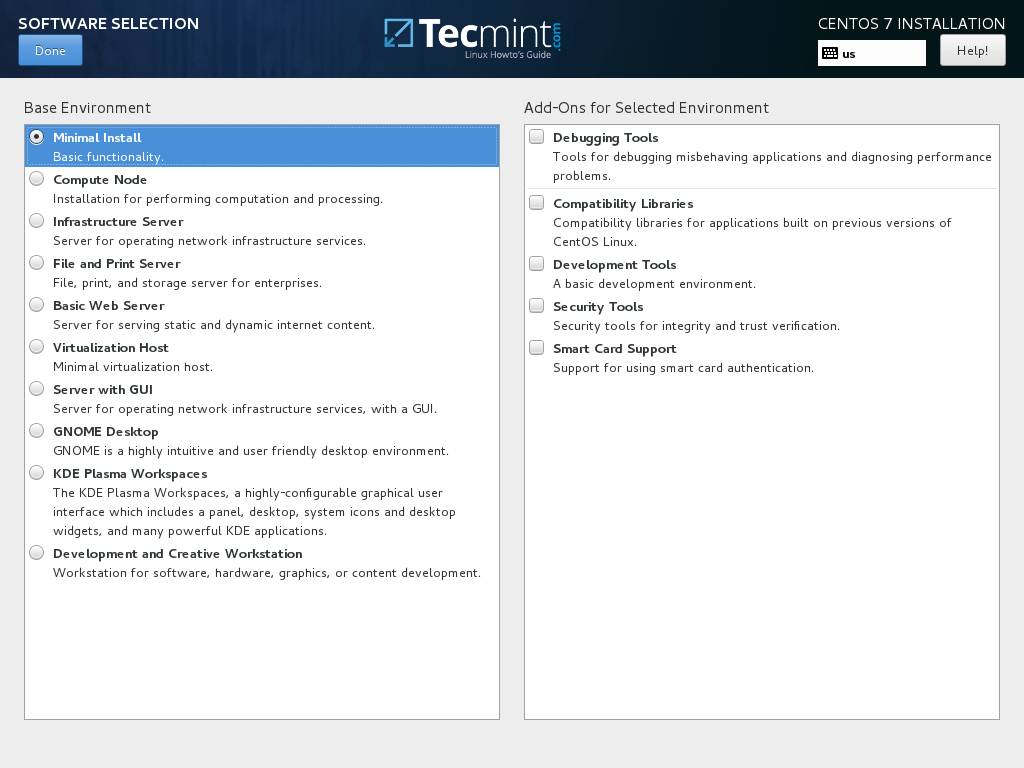 SOFTWARE SELECTION
Done
Tecmint.com
Linux Howto's Guide
CENTOS 7 INSTALLATION
us
Help!
Base Environment
Minimal Install
Basic functionality.
Compute Node
Installation for performing computation and processing.
Infrastructure Server
Server for operating network infrastructure services.
File and Print Server
File, print, and storage server for enterprises.
Basic Web Server
Server for serving static and dynamic internet content.
Virtualization Host
Minimal virtualization host.
Server with GUI
Server for operating network infrastructure services, with a GUI.
GNOME Desktop
GNOME is a highly intuitive and user friendly desktop environment.
KDE Plasma Workspaces
The KDE Plasma Workspaces, a highly-configurable graphical user
interface which includes a panel, desktop, system icons and desktop
widgets, and many powerful KDE applications.
Development and Creative Workstation
Workstation for software, hardware, graphics, or content development.
Add-Ons for Selected Environment
Debugging Tools
Tools for debugging misbehaving applications and diagnosing performance
problems.
Compatibility Libraries
Compatibility libraries for applications built on previous versions of
CentOS Linux.
Development Tools
A basic development environment.
Security Tools
Security tools for integrity and trust verification.
Smart Card Support
Support for using smart card authentication.